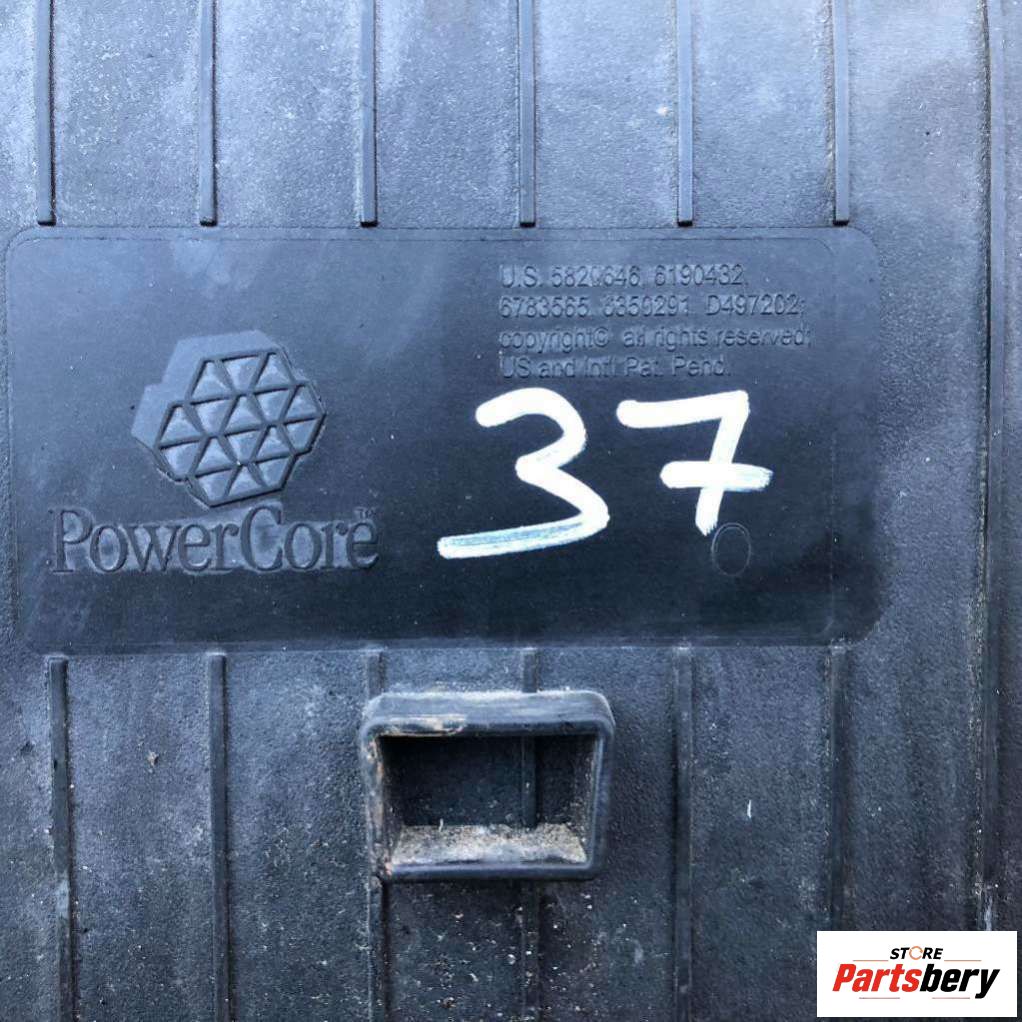 U.S. 5820646, 6190432,
6783565, 6350291, D497202;
copyright© all rights reserved;
US and Int'l Pat. Pend.
37
PowerCore™
STORE
Partsbery